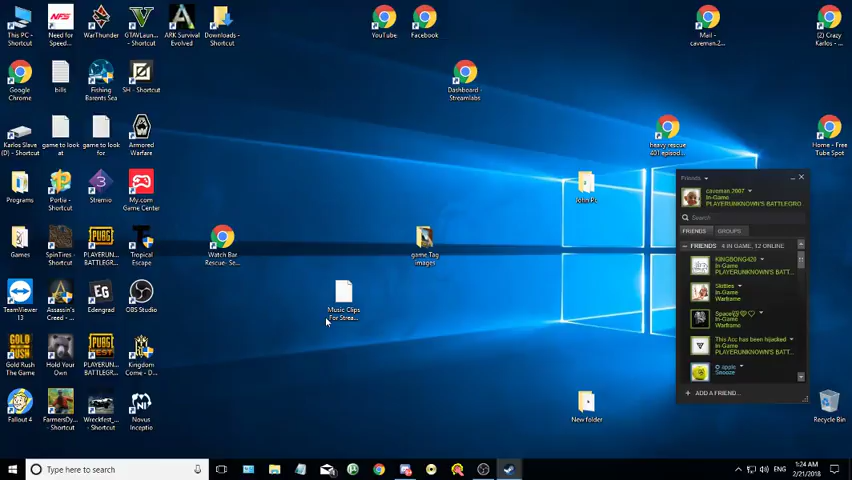 This PC - Shortcut
Need for Speed...
WarThunder
GTAVLaun... - Shortcut
ARK Survival Evolved
Downloads - Shortcut
YouTube
Facebook
Mail - caveman.2...
(2) Crazy Karlos - ...
Google Chrome
bills
Fishing Barents Sea
SH - Shortcut
Dashboard - Streamlabs
Karlos Slave (D) - Shortcut
game to look at
game to look for
Armored Warfare
heavy rescue 401 episod...
Home - Free Tube Spot
Programs
Portia - Shortcut
Stremio
My.com Game Center
John Pc
Games
SpinTires - Shortcut
PLAYERUNK... BATTLEGR...
Tropical Escape
Watch Bar Rescue- Se...
game Tag images
TeamViewer 13
Assassin's Creed - ...
Edengrad
OBS Studio
Music Clips For Strea...
Gold Rush The Game
Hold Your Own
PLAYERUNK... BATTLEGR...
Kingdom Come - D...
Fallout 4
FarmersDy... - Shortcut
Wreckfest_... - Shortcut
Novus Inceptio
New folder
Recycle Bin
Friends
caveman.2007
In-Game
PLAYERUNKNOWN'S BATTLEGRO...
Search
FRIENDS GROUPS
FRIENDS 4 IN GAME, 12 ONLINE
KINGBONG420
In-Game
PLAYERUNKNOWN'S BATT...
Skittles
In-Game
Warframe
Space
In-Game
Warframe
This Acc has been hijacked
In-Game
PLAYERUNKNOWN'S BATT...
apple
Snooze
+ ADD A FRIEND...
Type here to search
ENG
1:24 AM
2/21/2018